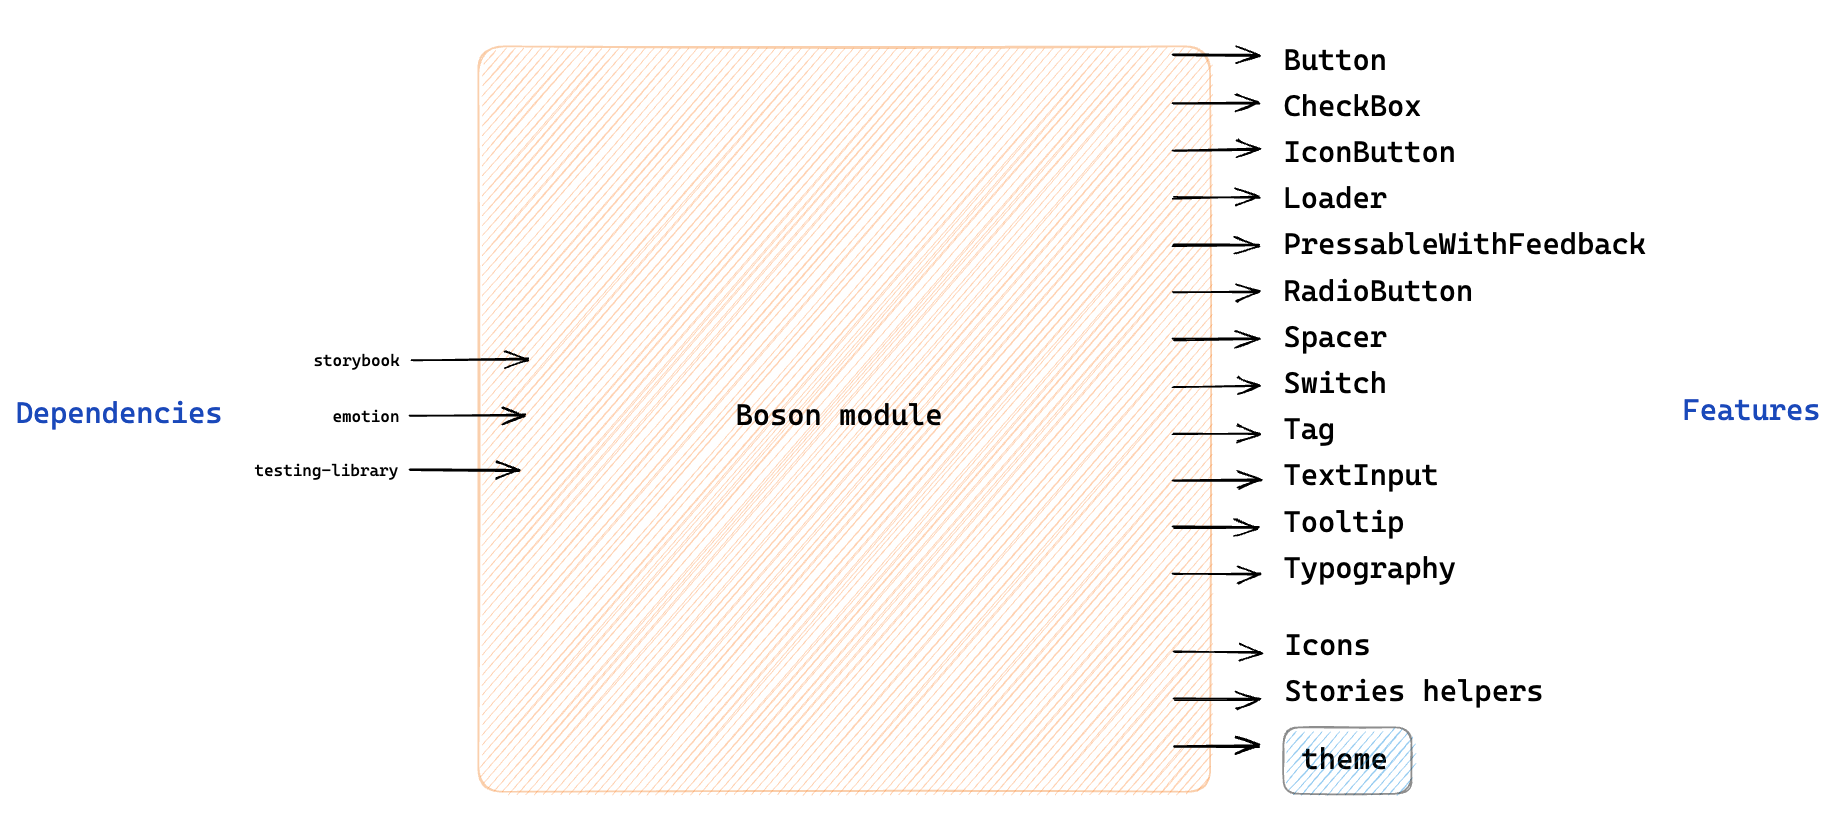 Dependencies
storybook
emotion
testing-library
Boson module
Button
CheckBox
IconButton
Loader
PressableWithFeedback
RadioButton
Spacer
Switch
Tag
TextInput
Tooltip
Typography
Icons
Stories helpers
theme
Features